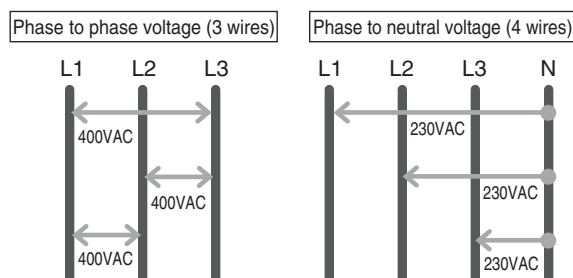 Phase to phase voltage (3 wires)
L1 L2 L3
400VAC
400VAC
400VAC
Phase to neutral voltage (4 wires)
L1 L2 L3 N
230VAC
230VAC
230VAC